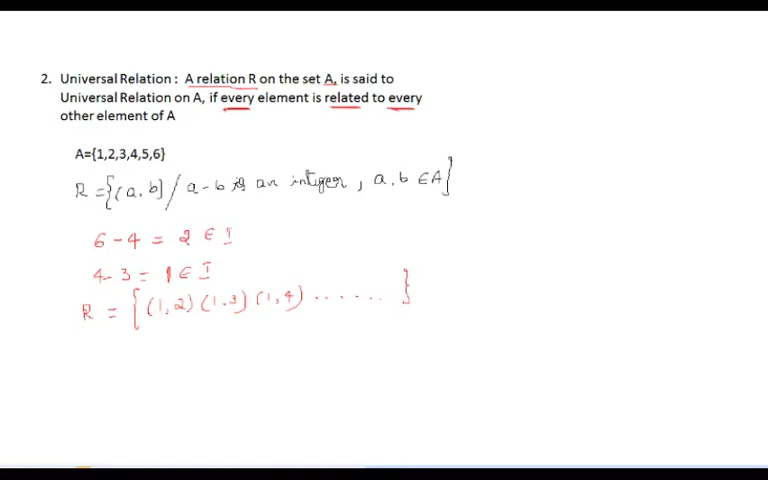 2. Universal Relation : A relation R on the set A, is said to
Universal Relation on A, if every element is related to every
other element of A
A={1,2,3,4,5,6}
R = {(a,b] / a-b is an integer, a,b ∈ A}
6-4 = 2 ∈ I
4-3 = 1 ∈ I
R = {(1,2) (1.3) (1,4) ....... }